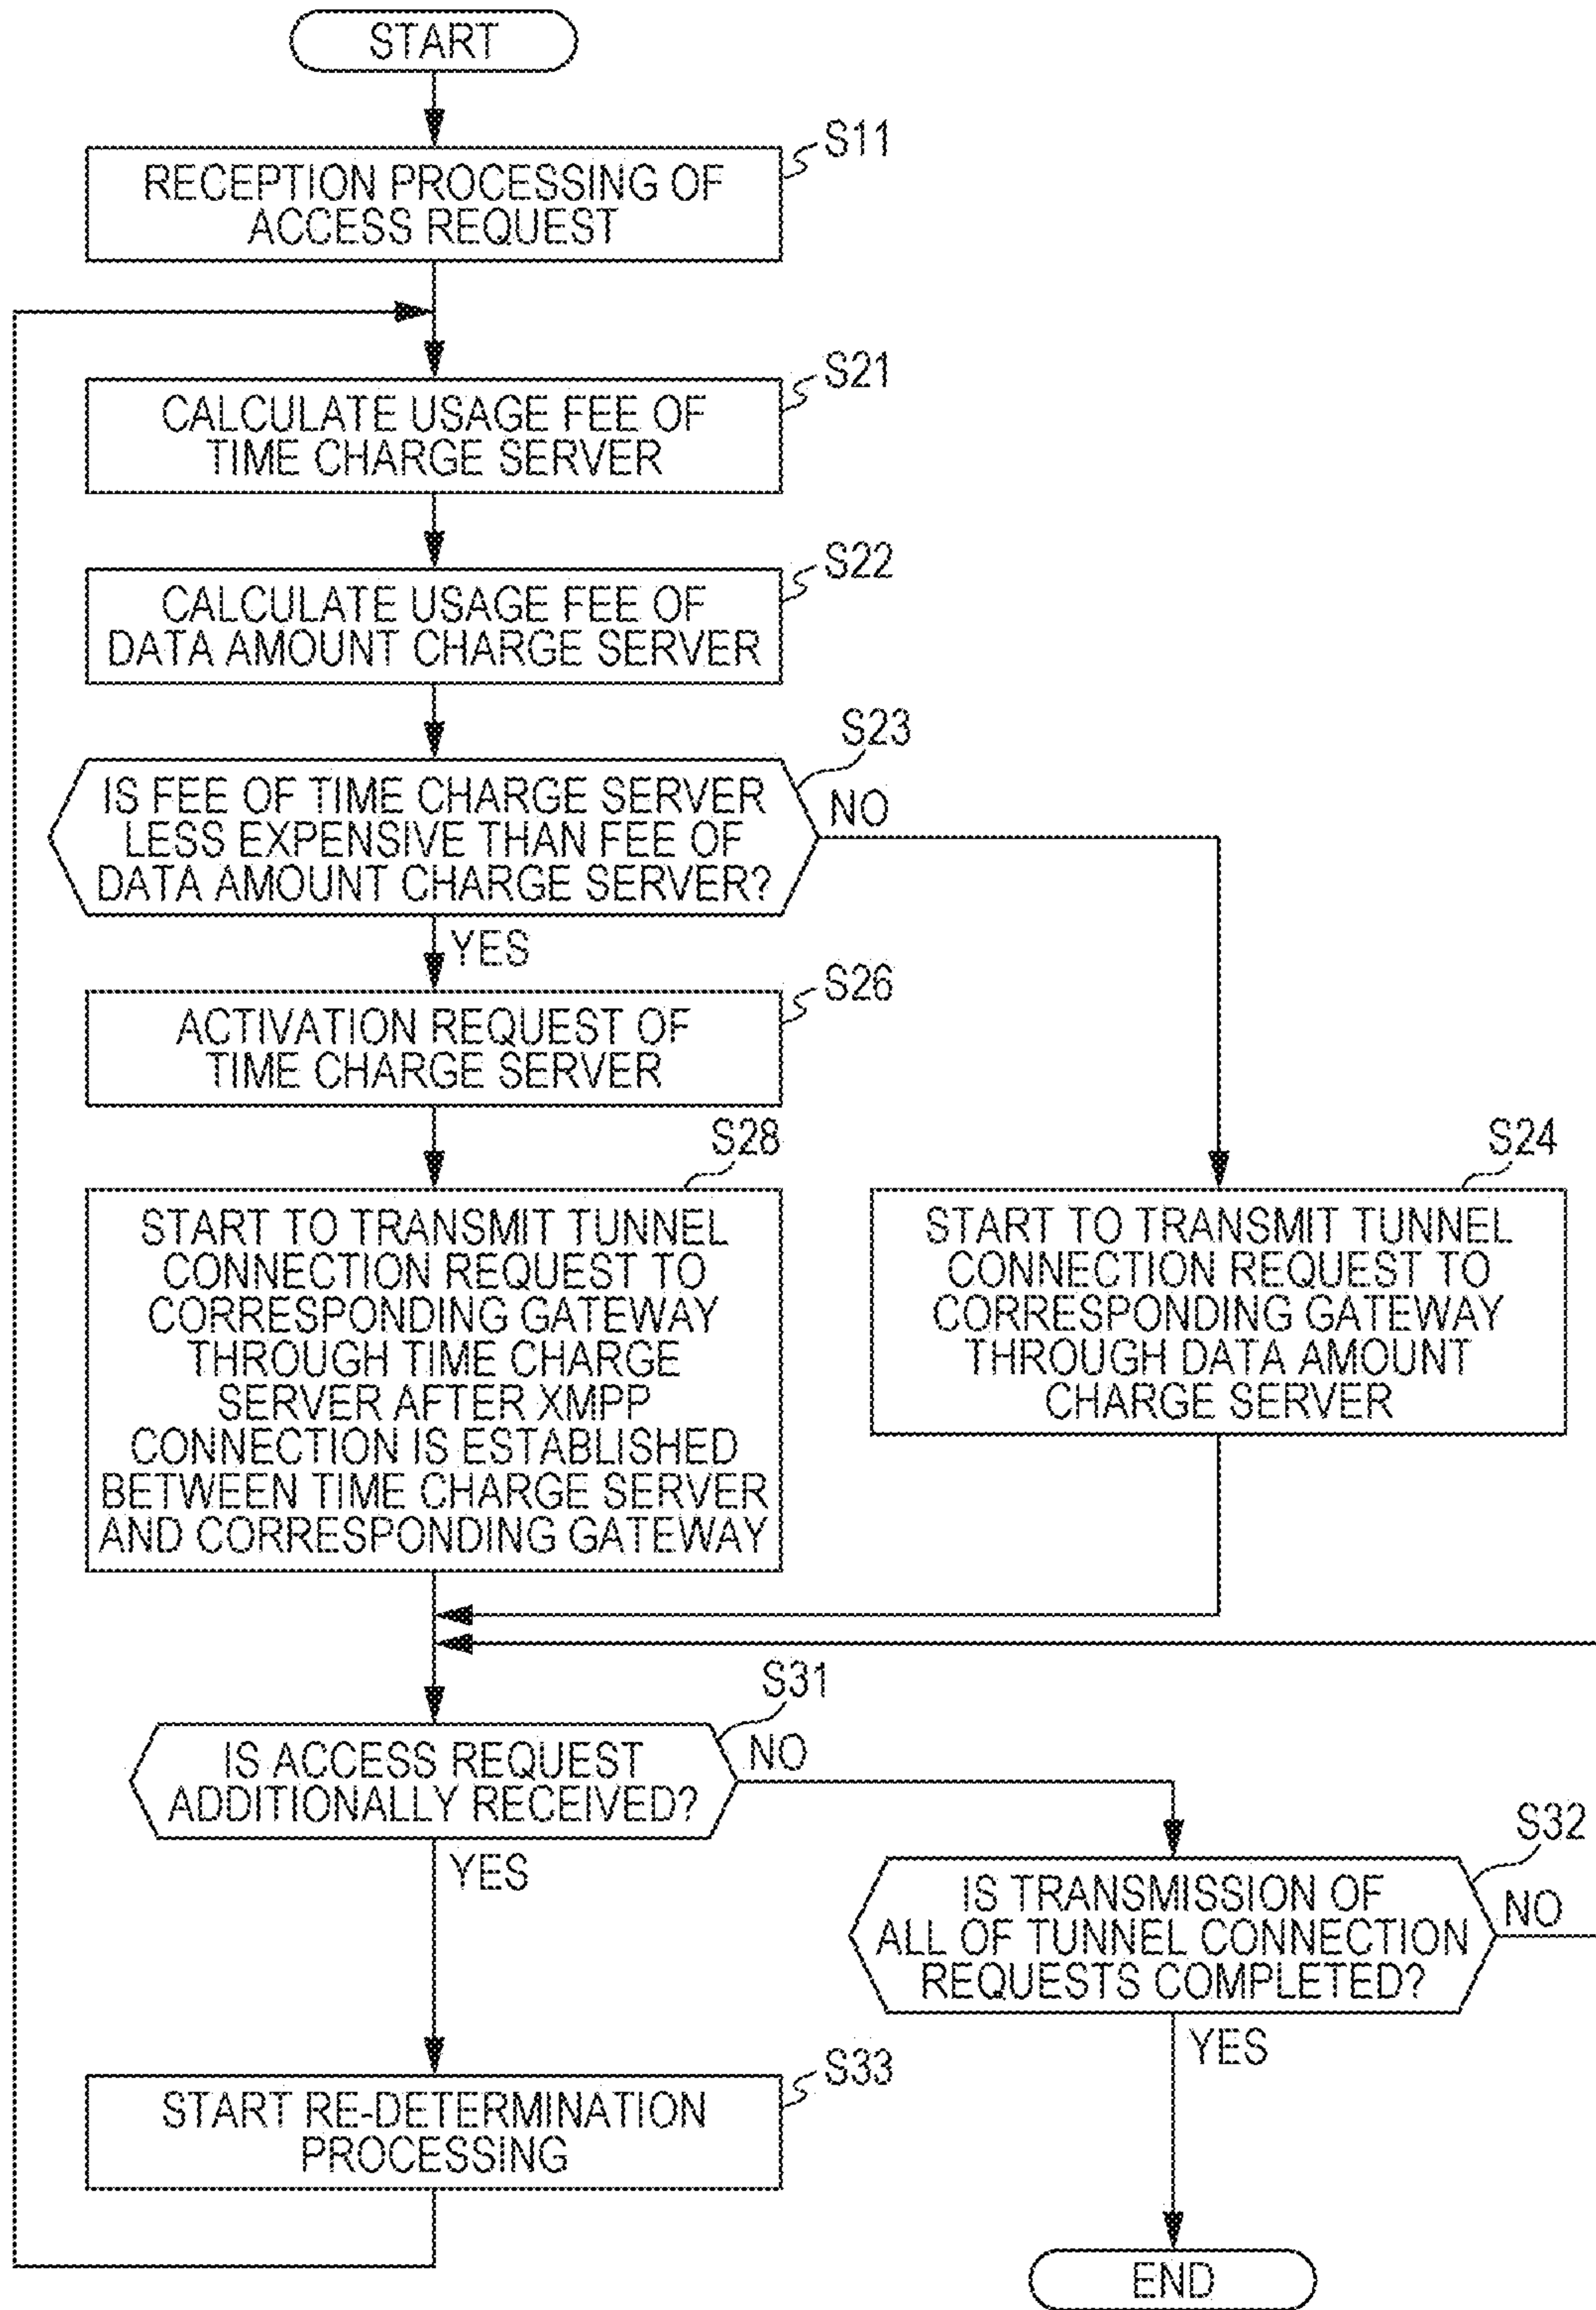 START
S11
RECEPTION PROCESSING OF
ACCESS REQUEST
S21
CALCULATE USAGE FEE OF
TIME CHARGE SERVER
S22
CALCULATE USAGE FEE OF
DATA AMOUNT CHARGE SERVER
S23
IS FEE OF TIME CHARGE SERVER
LESS EXPENSIVE THAN FEE OF
DATA AMOUNT CHARGE SERVER?
NO
YES
S26
ACTIVATION REQUEST OF
TIME CHARGE SERVER
S28
START TO TRANSMIT TUNNEL
CONNECTION REQUEST TO
CORRESPONDING GATEWAY
THROUGH TIME CHARGE
SERVER AFTER XMPP
CONNECTION IS ESTABLISHED
BETWEEN TIME CHARGE SERVER
AND CORRESPONDING GATEWAY
S24
START TO TRANSMIT TUNNEL
CONNECTION REQUEST TO
CORRESPONDING GATEWAY
THROUGH DATA AMOUNT
CHARGE SERVER
S31
IS ACCESS REQUEST
ADDITIONALLY RECEIVED?
NO
YES
S32
IS TRANSMISSION OF
ALL OF TUNNEL CONNECTION
REQUESTS COMPLETED?
NO
YES
S33
START RE-DETERMINATION
PROCESSING
END